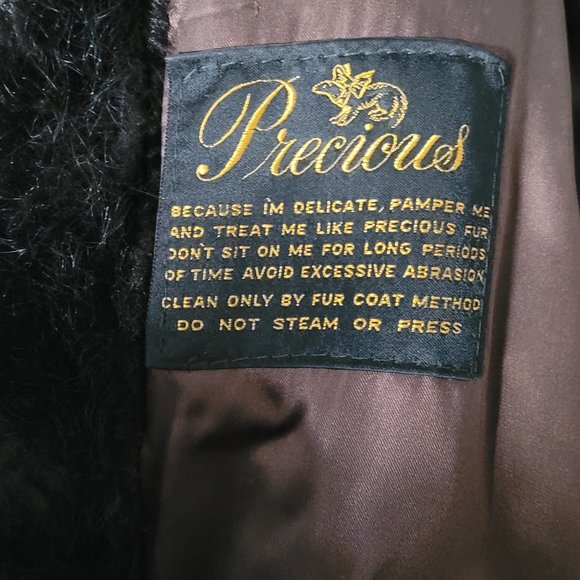 Precious
BECAUSE I'M DELICATE, PAMPER ME
AND TREAT ME LIKE PRECIOUS FUR
DON'T SIT ON ME FOR LONG PERIODS
OF TIME AVOID EXCESSIVE ABRASION
CLEAN ONLY BY FUR COAT METHOD
DO NOT STEAM OR PRESS